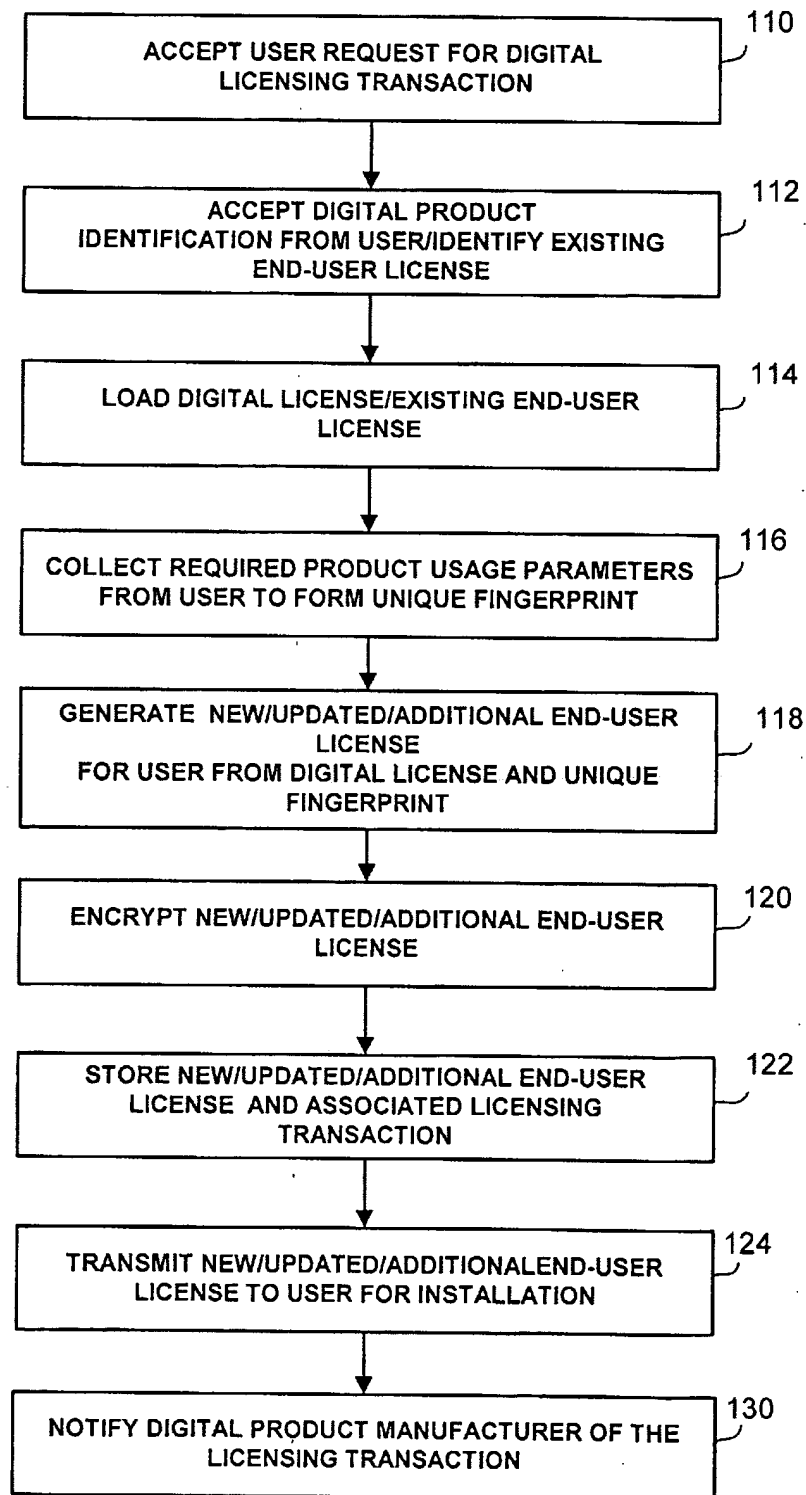 110
ACCEPT USER REQUEST FOR DIGITAL
LICENSING TRANSACTION
112
ACCEPT DIGITAL PRODUCT
IDENTIFICATION FROM USER/IDENTIFY EXISTING
END-USER LICENSE
114
LOAD DIGITAL LICENSE/EXISTING END-USER
LICENSE
116
COLLECT REQUIRED PRODUCT USAGE PARAMETERS
FROM USER TO FORM UNIQUE FINGERPRINT
118
GENERATE NEW/UPDATED/ADDITIONAL END-USER
LICENSE
FOR USER FROM DIGITAL LICENSE AND UNIQUE
FINGERPRINT
120
ENCRYPT NEW/UPDATED/ADDITIONAL END-USER
LICENSE
122
STORE NEW/UPDATED/ADDITIONAL END-USER
LICENSE AND ASSOCIATED LICENSING
TRANSACTION
124
TRANSMIT NEW/UPDATED/ADDITIONALEND-USER
LICENSE TO USER FOR INSTALLATION
130
NOTIFY DIGITAL PRODUCT MANUFACTURER OF THE
LICENSING TRANSACTION